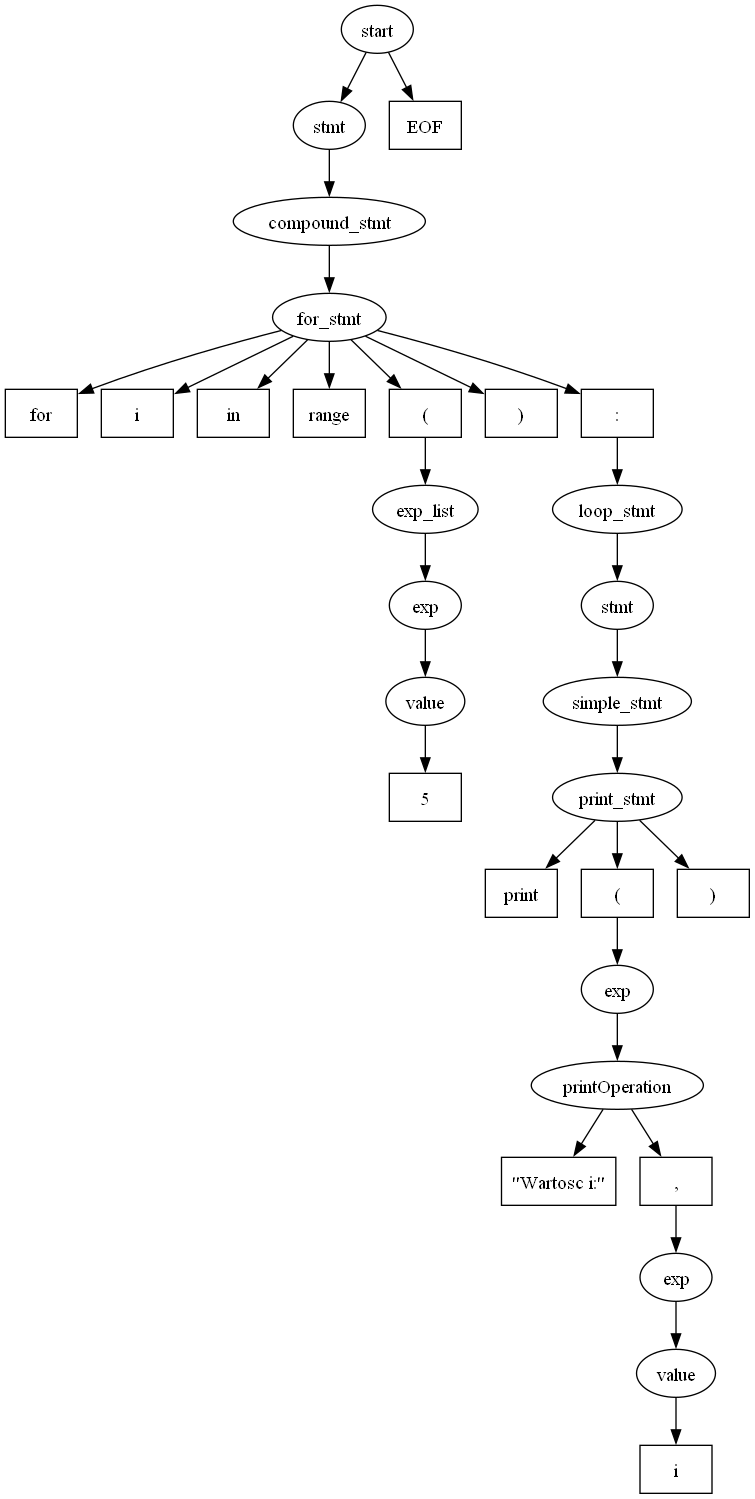 start
stmt
EOF
compound_stmt
for_stmt
for
i
in
range
(
)
:
exp_list
loop_stmt
exp
stmt
value
simple_stmt
5
print_stmt
print
(
)
exp
printOperation
"Wartosc i:"
,
exp
value
i